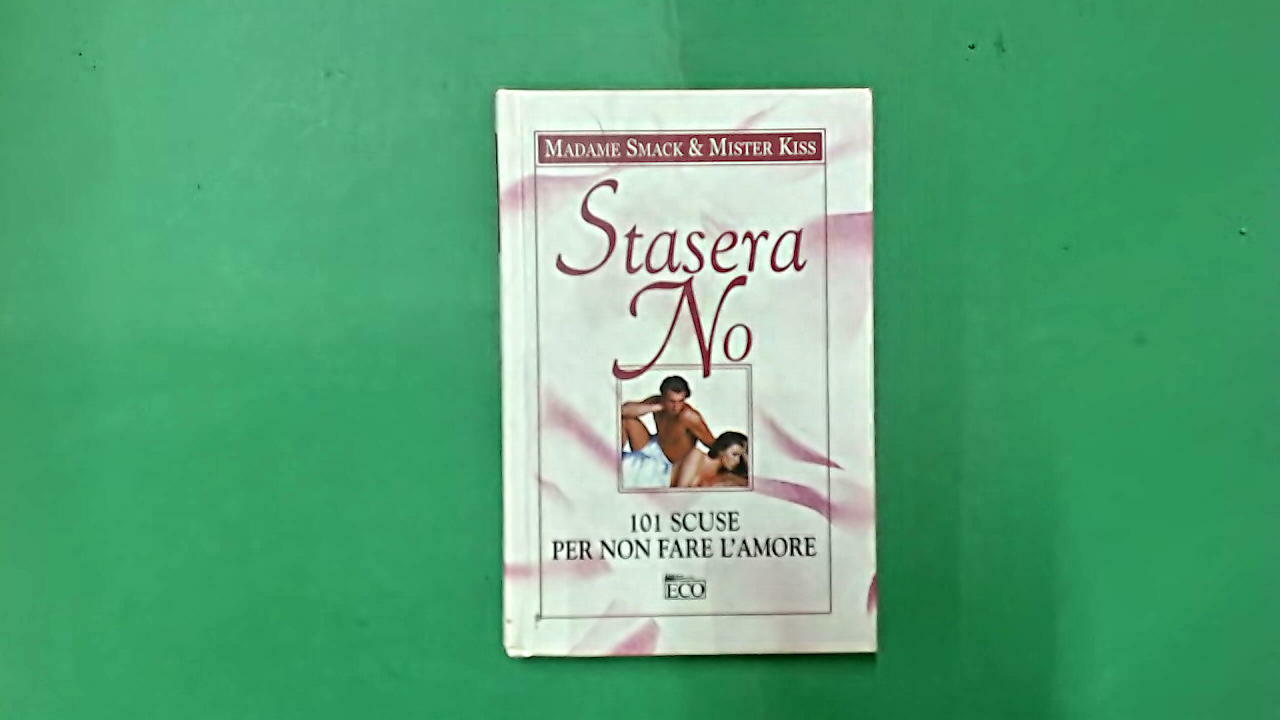 MADAME SMACK & MISTER KISS
Stasera
No
101 SCUSE
PER NON FARE L'AMORE
ECO